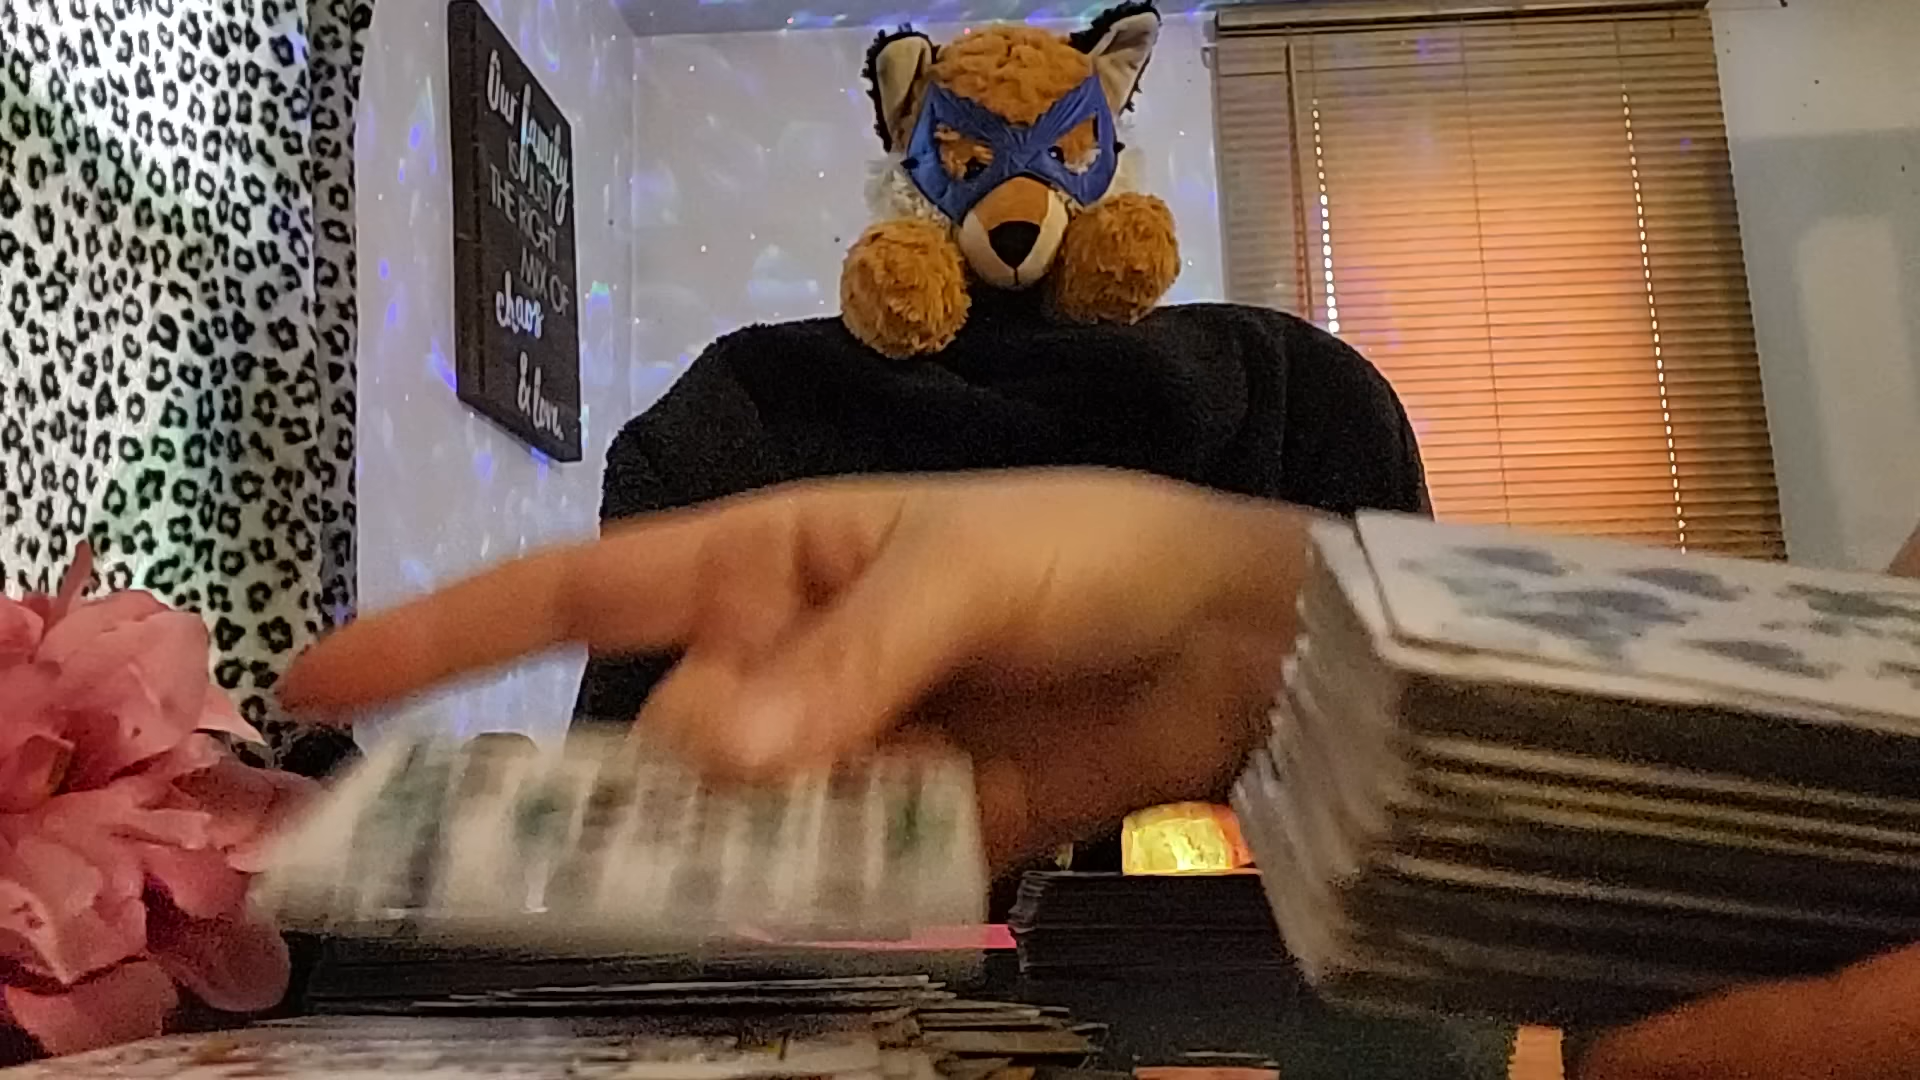 Our family
IS JUST
THE RIGHT
MIX OF
chaos
& love.